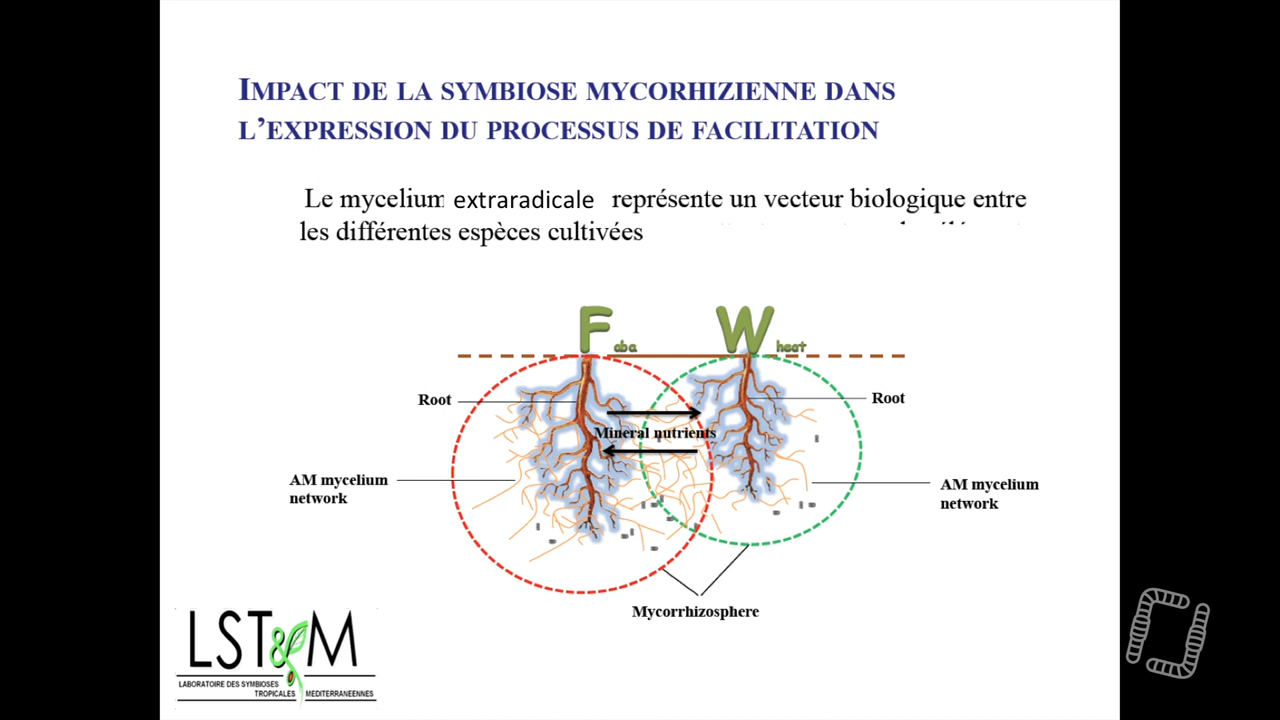 IMPACT DE LA SYMBIOSE MYCORHIZIENNE DANS
L'EXPRESSION DU PROCESSUS DE FACILITATION
Le mycelium extraradicale représente un vecteur biologique entre
les différentes espèces cultivées
Faba
Wheat
Root
Root
Mineral nutrients
AM mycelium
network
AM mycelium
network
Mycorrhizosphere
LST&M
LABORATOIRE DES SYMBIOSES
TROPICALES MEDITERRANEENNES